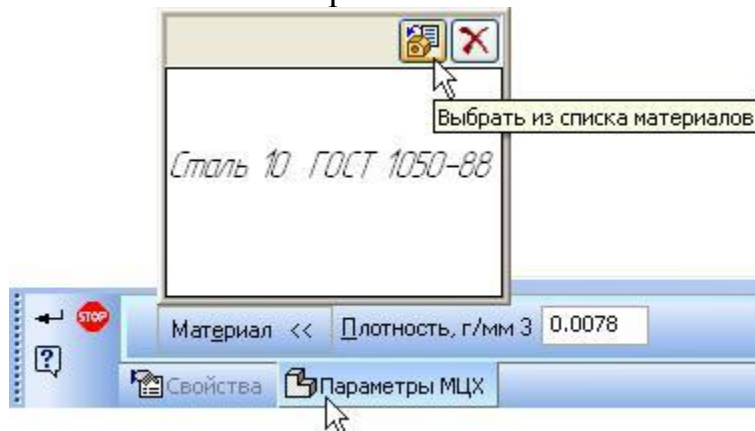 Выбрать из списка материалов
Сталь 10 ГОСТ 1050-88
STOP
Материал << Плотность, г/мм 3 0.0078
Свойства Параметры МЦХ